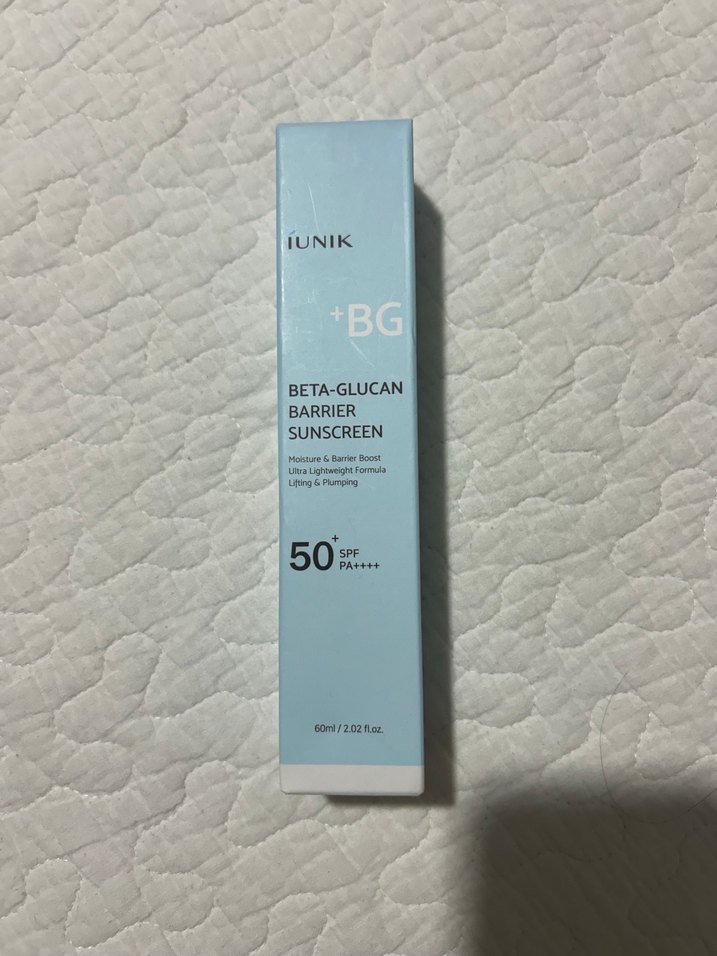 IUNIK
+BG
BETA-GLUCAN
BARRIER
SUNSCREEN
Moisture & Barrier Boost
Ultra Lightweight Formula
Lifting & Plumping
50+ SPF
PA++++
60ml / 2.02 fl.oz.